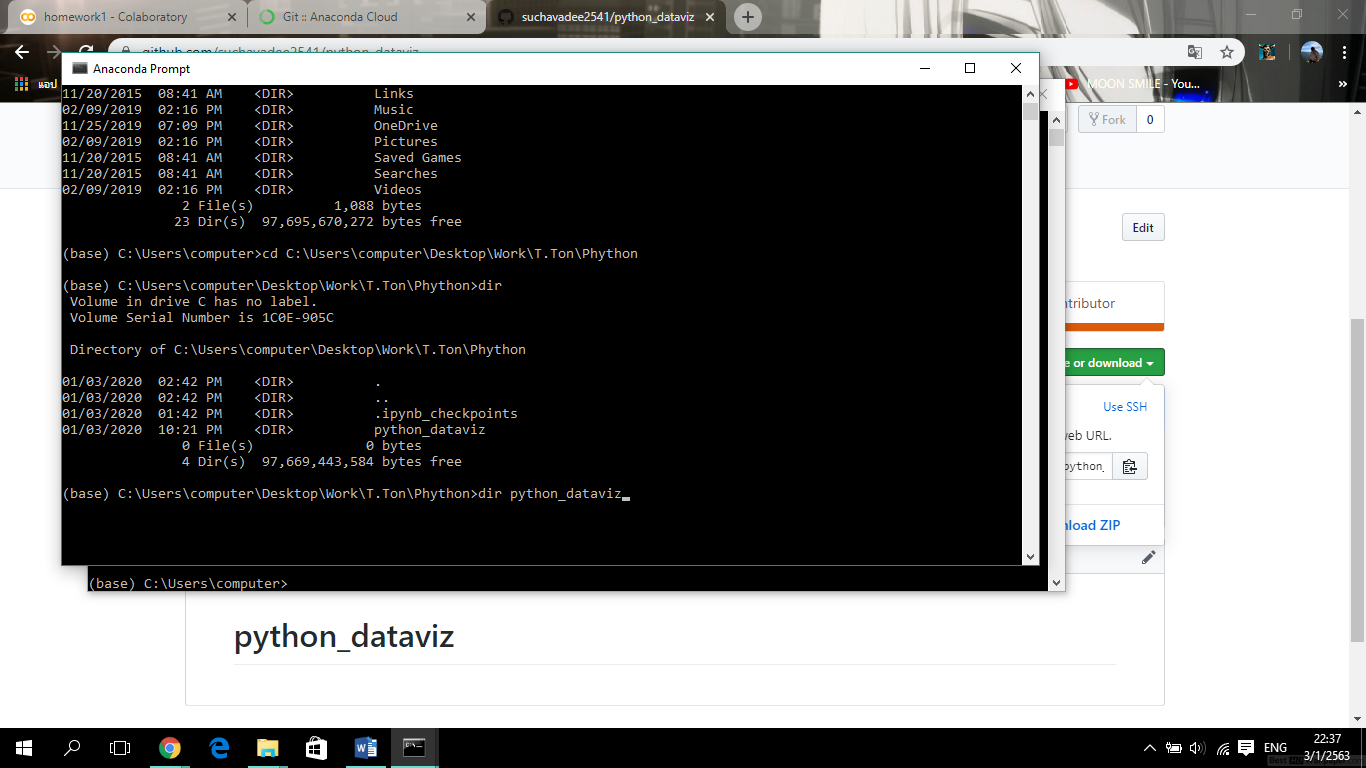 homework1 - Colaboratory
Git :: Anaconda Cloud
suchavadee2541/python_dataviz
github.com/suchavadee2541/python_dataviz
แอป
MOON SMILE - You...
»
Anaconda Prompt
11/20/2015  08:41 AM    <DIR>          Links
02/09/2019  02:16 PM    <DIR>          Music
11/25/2019  07:09 PM    <DIR>          OneDrive
02/09/2019  02:16 PM    <DIR>          Pictures
11/20/2015  08:41 AM    <DIR>          Saved Games
11/20/2015  08:41 AM    <DIR>          Searches
02/09/2019  02:16 PM    <DIR>          Videos
2 File(s)          1,088 bytes
23 Dir(s)  97,695,670,272 bytes free
(base) C:\Users\computer>cd C:\Users\computer\Desktop\Work\T.Ton\Phython
(base) C:\Users\computer\Desktop\Work\T.Ton\Phython>dir
Volume in drive C has no label.
Volume Serial Number is 1C0E-905C
Directory of C:\Users\computer\Desktop\Work\T.Ton\Phython
01/03/2020  02:42 PM    <DIR>          .
01/03/2020  02:42 PM    <DIR>          ..
01/03/2020  01:42 PM    <DIR>          .ipynb_checkpoints
01/03/2020  10:21 PM    <DIR>          python_dataviz
0 File(s)              0 bytes
4 Dir(s)  97,669,443,584 bytes free
(base) C:\Users\computer\Desktop\Work\T.Ton\Phython>dir python_dataviz
(base) C:\Users\computer>
Fork 0
Edit
ntributor
e or download
Use SSH
web URL.
python_
nload ZIP
python_dataviz
ENG
22:37
3/1/2563